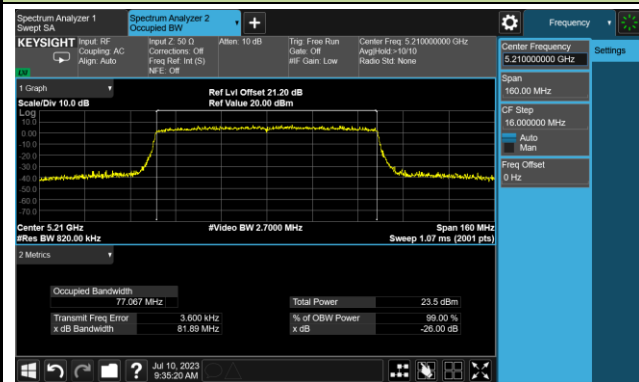 Spectrum Analyzer 1
Swept SA
Spectrum Analyzer 2
Occupied BW
Frequency
KEYSIGHT
Input: RF
Coupling: AC
Align: Auto
Input Z: 50 Ω
Corrections: Off
Freq Ref: Int (S)
NFE: Off
Atten: 10 dB
Trig: Free Run
Gate: Off
#IF Gain: Low
Center Freq: 5.210000000 GHz
Avg|Hold:>10/10
Radio Std: None
Center Frequency
5.210000000 GHz
Settings
Span
160.00 MHz
CF Step
16.000000 MHz
Auto
Man
Freq Offset
0 Hz
1 Graph
Scale/Div 10.0 dB
Ref Lvl Offset 21.20 dB
Ref Value 20.00 dBm
Log
10.0
0.00
-10.0
-20.0
-30.0
-40.0
-50.0
-60.0
-70.0
Center 5.21 GHz
#Res BW 820.00 kHz
#Video BW 2.7000 MHz
Span 160 MHz
Sweep 1.07 ms (2001 pts)
2 Metrics
Occupied Bandwidth
77.067 MHz
Total Power 23.5 dBm
Transmit Freq Error 3.600 kHz
% of OBW Power 99.00 %
x dB Bandwidth 81.89 MHz
x dB -26.00 dB
Jul 10, 2023
9:35:20 AM